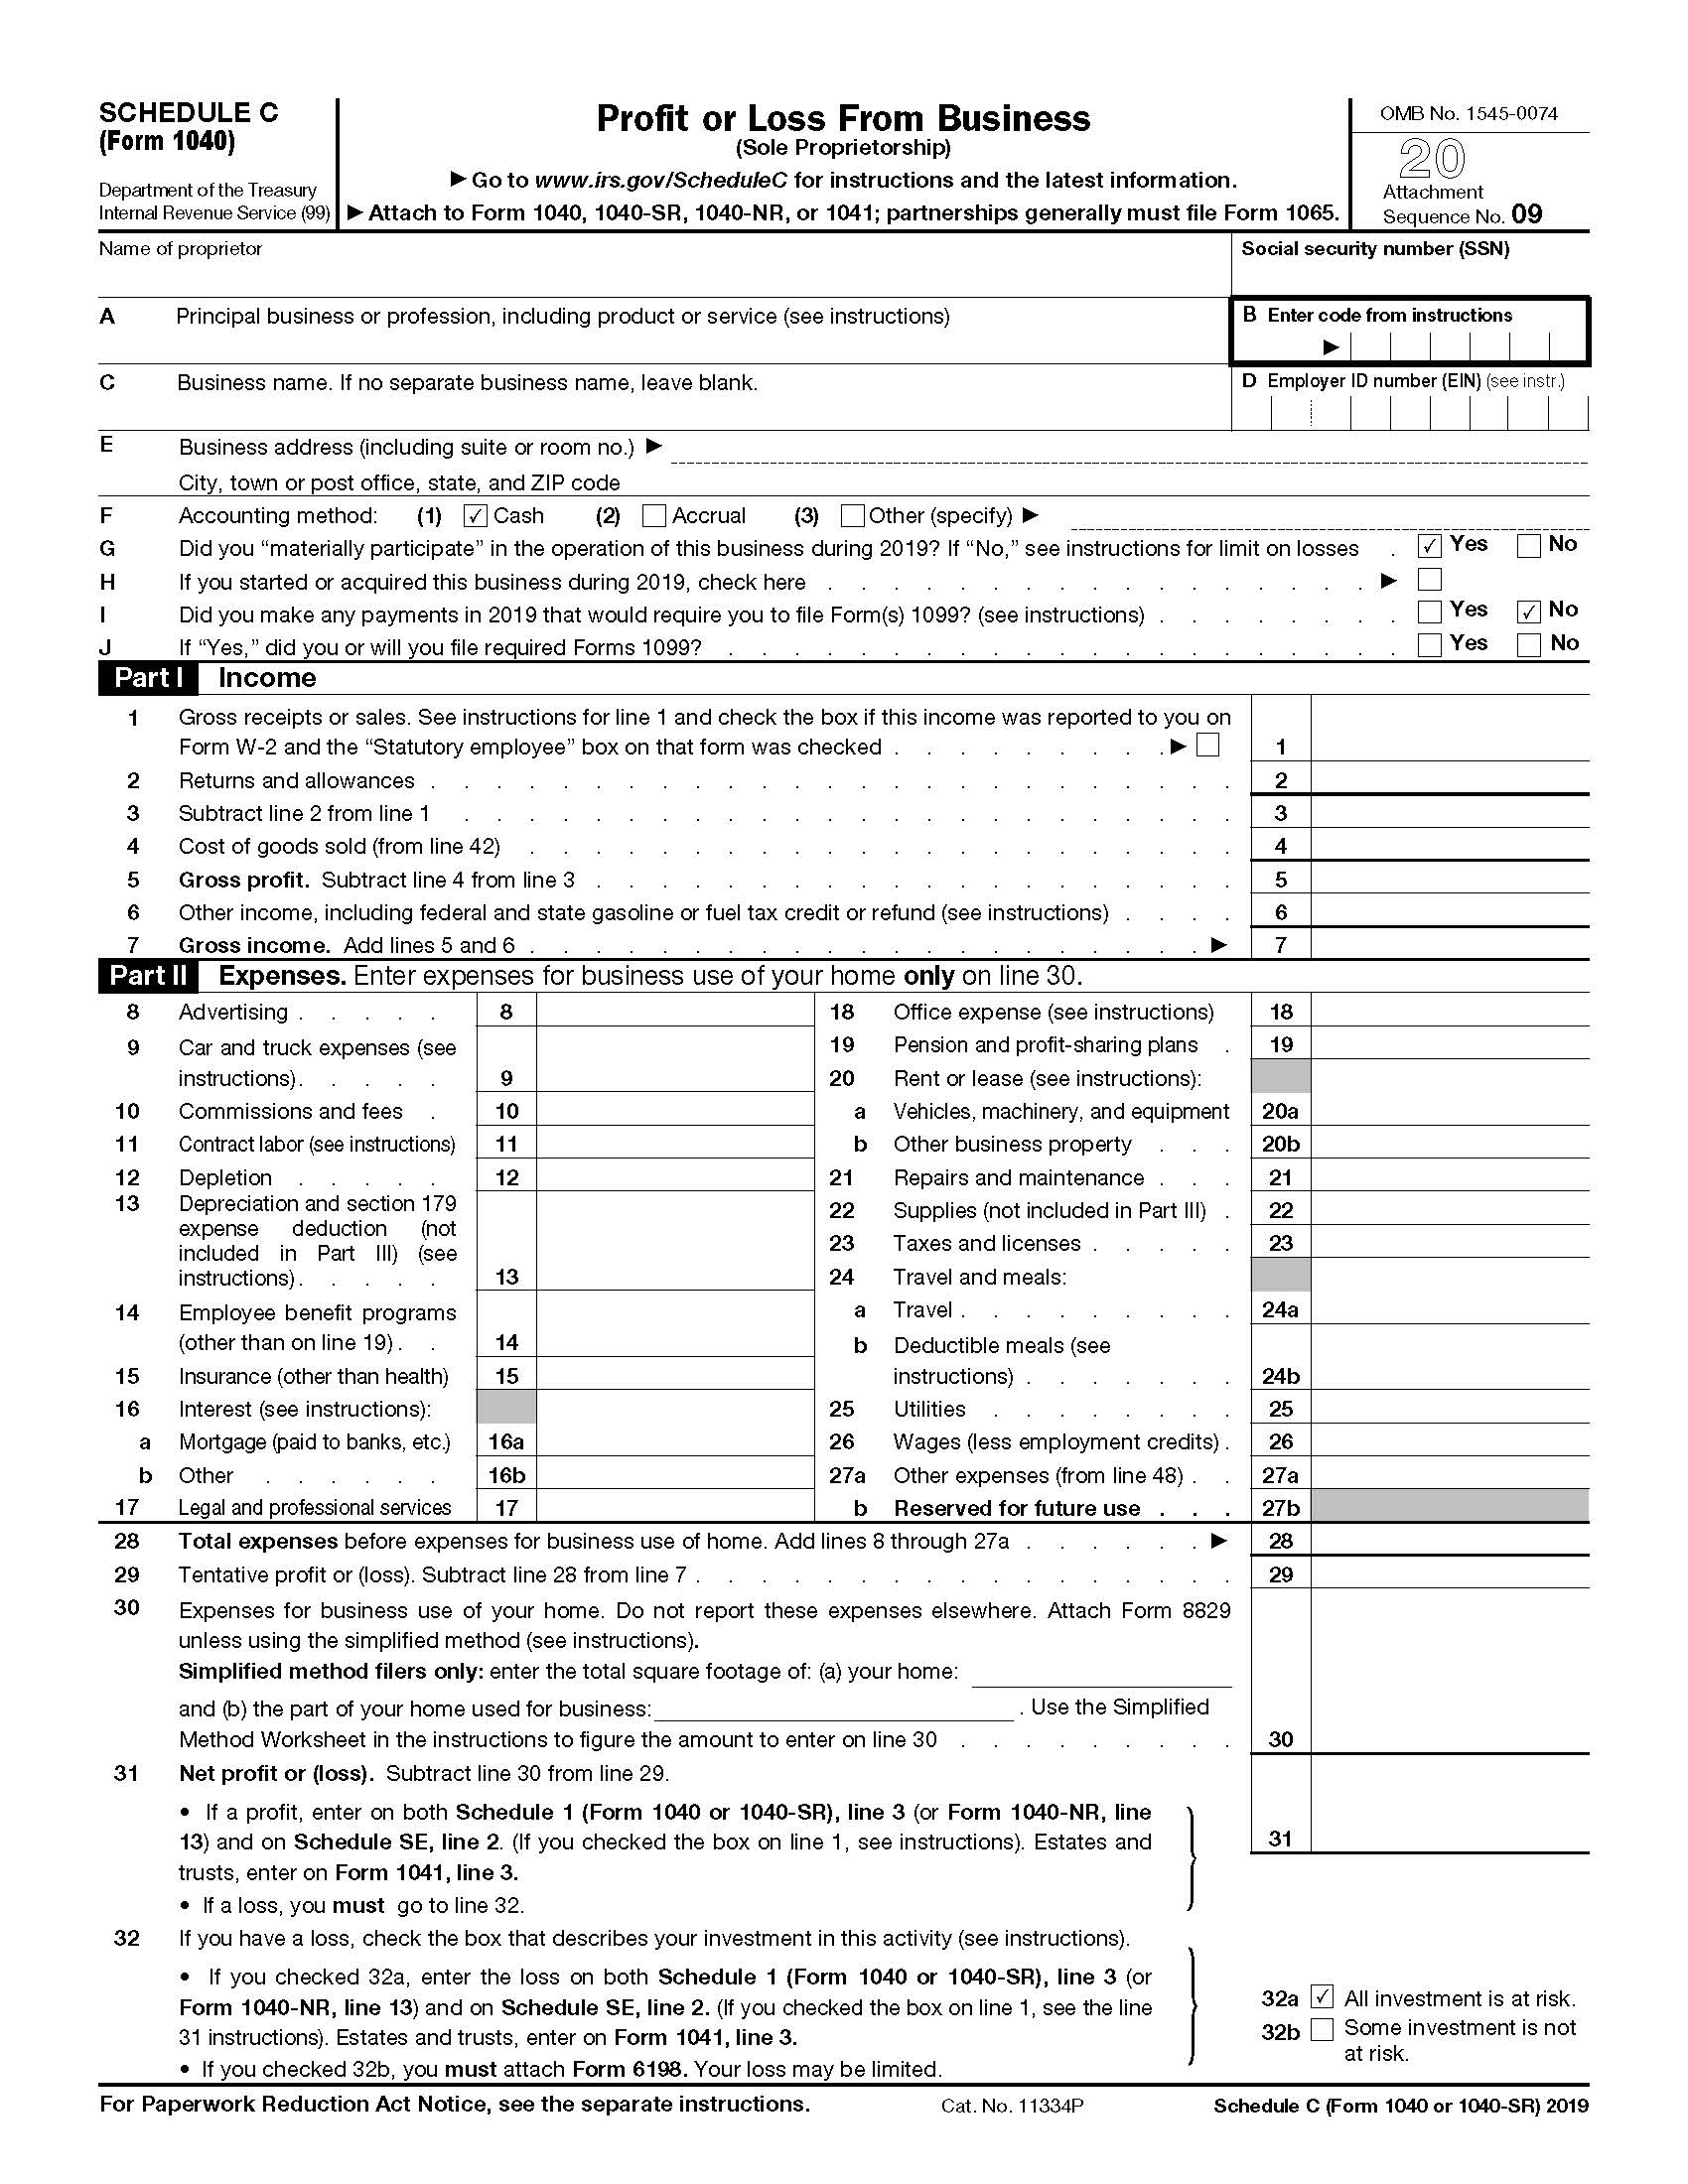 SCHEDULE C
(Form 1040)
Department of the Treasury
Internal Revenue Service (99)
Profit or Loss From Business
(Sole Proprietorship)
▶ Go to www.irs.gov/ScheduleC for instructions and the latest information.
▶ Attach to Form 1040, 1040-SR, 1040-NR, or 1041; partnerships generally must file Form 1065.
OMB No. 1545-0074
20
Attachment
Sequence No. 09
Name of proprietor
Social security number (SSN)
A Principal business or profession, including product or service (see instructions)
B Enter code from instructions
▶
C Business name. If no separate business name, leave blank.
D Employer ID number (EIN) (see instr.)
E Business address (including suite or room no.) ▶
City, town or post office, state, and ZIP code
F Accounting method: (1) ✓ Cash (2) Accrual (3) Other (specify) ▶
G Did you “materially participate” in the operation of this business during 2019? If “No,” see instructions for limit on losses . ✓ Yes No
H If you started or acquired this business during 2019, check here ▶
I Did you make any payments in 2019 that would require you to file Form(s) 1099? (see instructions) Yes ✓ No
J If “Yes,” did you or will you file required Forms 1099? Yes No
Part I Income
1 Gross receipts or sales. See instructions for line 1 and check the box if this income was reported to you on
Form W-2 and the “Statutory employee” box on that form was checked ▶ 1
2 Returns and allowances 2
3 Subtract line 2 from line 1 3
4 Cost of goods sold (from line 42) 4
5 Gross profit. Subtract line 4 from line 3 5
6 Other income, including federal and state gasoline or fuel tax credit or refund (see instructions) 6
7 Gross income. Add lines 5 and 6 ▶ 7
Part II Expenses. Enter expenses for business use of your home only on line 30.
8 Advertising 8
9 Car and truck expenses (see
instructions) 9
10 Commissions and fees 10
11 Contract labor (see instructions) 11
12 Depletion 12
13 Depreciation and section 179
expense deduction (not
included in Part III) (see
instructions) 13
14 Employee benefit programs
(other than on line 19) 14
15 Insurance (other than health) 15
16 Interest (see instructions):
a Mortgage (paid to banks, etc.) 16a
b Other 16b
17 Legal and professional services 17
18 Office expense (see instructions) 18
19 Pension and profit-sharing plans 19
20 Rent or lease (see instructions):
a Vehicles, machinery, and equipment 20a
b Other business property 20b
21 Repairs and maintenance 21
22 Supplies (not included in Part III) 22
23 Taxes and licenses 23
24 Travel and meals:
a Travel 24a
b Deductible meals (see
instructions) 24b
25 Utilities 25
26 Wages (less employment credits) 26
27a Other expenses (from line 48) 27a
b Reserved for future use 27b
28 Total expenses before expenses for business use of home. Add lines 8 through 27a ▶ 28
29 Tentative profit or (loss). Subtract line 28 from line 7 29
30 Expenses for business use of your home. Do not report these expenses elsewhere. Attach Form 8829
unless using the simplified method (see instructions).
Simplified method filers only: enter the total square footage of: (a) your home:
and (b) the part of your home used for business: . Use the Simplified
Method Worksheet in the instructions to figure the amount to enter on line 30 30
31 Net profit or (loss). Subtract line 30 from line 29.
• If a profit, enter on both Schedule 1 (Form 1040 or 1040-SR), line 3 (or Form 1040-NR, line
13) and on Schedule SE, line 2. (If you checked the box on line 1, see instructions). Estates and
trusts, enter on Form 1041, line 3.
• If a loss, you must go to line 32.
31
32 If you have a loss, check the box that describes your investment in this activity (see instructions).
• If you checked 32a, enter the loss on both Schedule 1 (Form 1040 or 1040-SR), line 3 (or
Form 1040-NR, line 13) and on Schedule SE, line 2. (If you checked the box on line 1, see the line
31 instructions). Estates and trusts, enter on Form 1041, line 3.
• If you checked 32b, you must attach Form 6198. Your loss may be limited.
32a ✓ All investment is at risk.
32b Some investment is not
at risk.
For Paperwork Reduction Act Notice, see the separate instructions. Cat. No. 11334P Schedule C (Form 1040 or 1040-SR) 2019